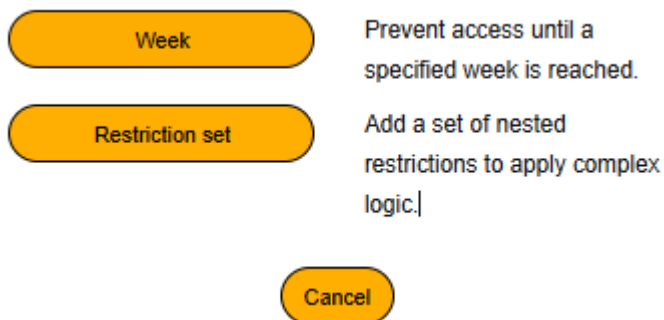 Week
Prevent access until a
specified week is reached.
Restriction set
Add a set of nested
restrictions to apply complex
logic.
Cancel